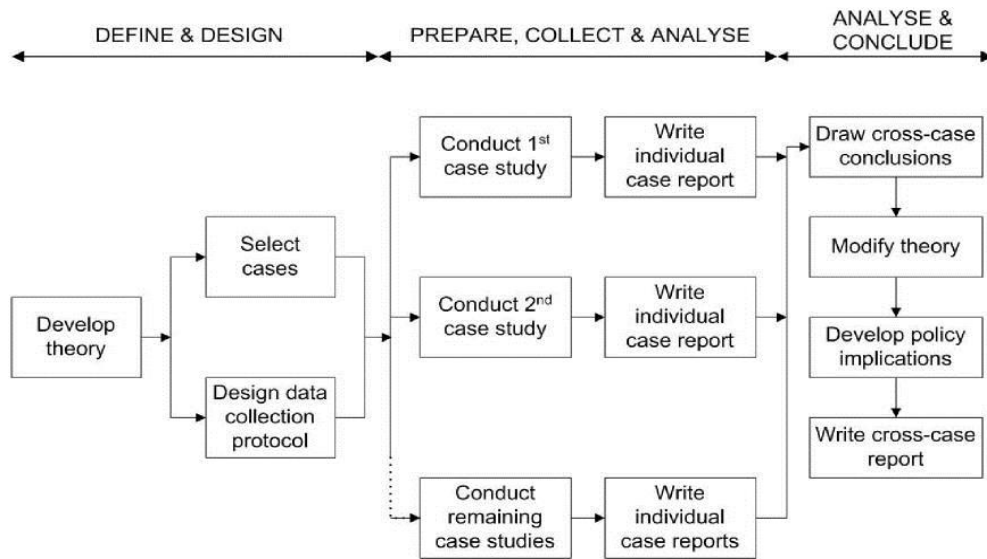 DEFINE & DESIGN
PREPARE, COLLECT & ANALYSE
ANALYSE &
CONCLUDE
Develop
theory
Select
cases
Design data
collection
protocol
Conduct 1st
case study
Write
individual
case report
Conduct 2nd
case study
Write
individual
case report
Conduct
remaining
case studies
Write
individual
case reports
Draw cross-case
conclusions
Modify theory
Develop policy
implications
Write cross-case
report